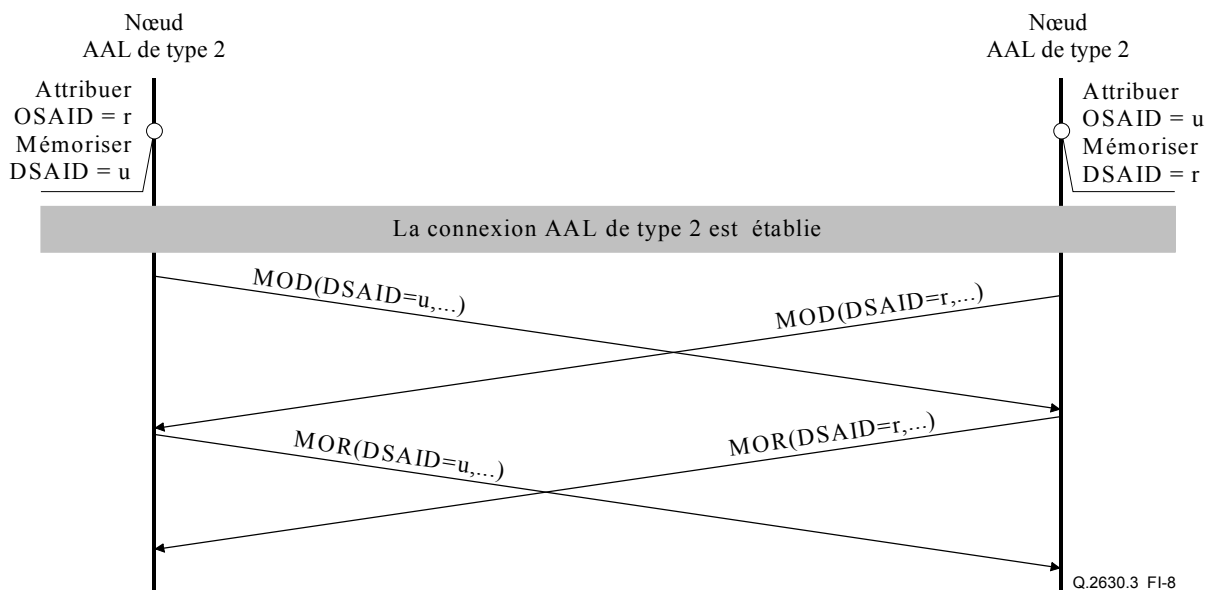 Nœud
AAL de type 2
Nœud
AAL de type 2
Attribuer
OSAID = r
Mémoriser
DSAID = u
Attribuer
OSAID = u
Mémoriser
DSAID = r
La connexion AAL de type 2 est établie
MOD(DSAID=u,...)
MOD(DSAID=r,...)
MOR(DSAID=u,...)
MOR(DSAID=r,...)
Q.2630.3 FI-8